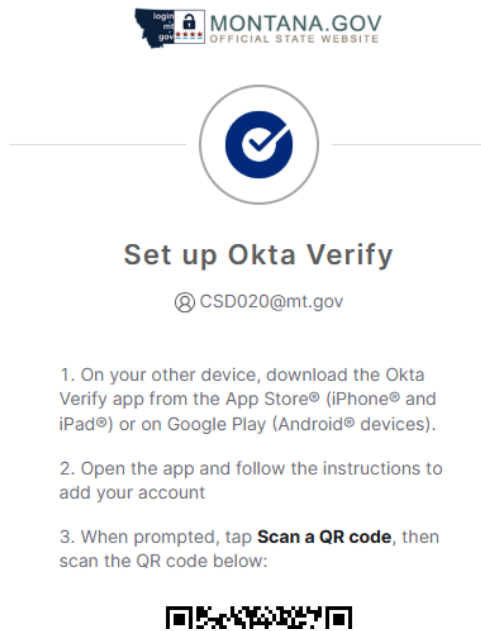 login
mt
gov
MONTANA.GOV
OFFICIAL STATE WEBSITE
Set up Okta Verify
CSD020@mt.gov
1. On your other device, download the Okta
Verify app from the App Store® (iPhone® and
iPad®) or on Google Play (Android® devices).
2. Open the app and follow the instructions to
add your account
3. When prompted, tap Scan a QR code, then
scan the QR code below: